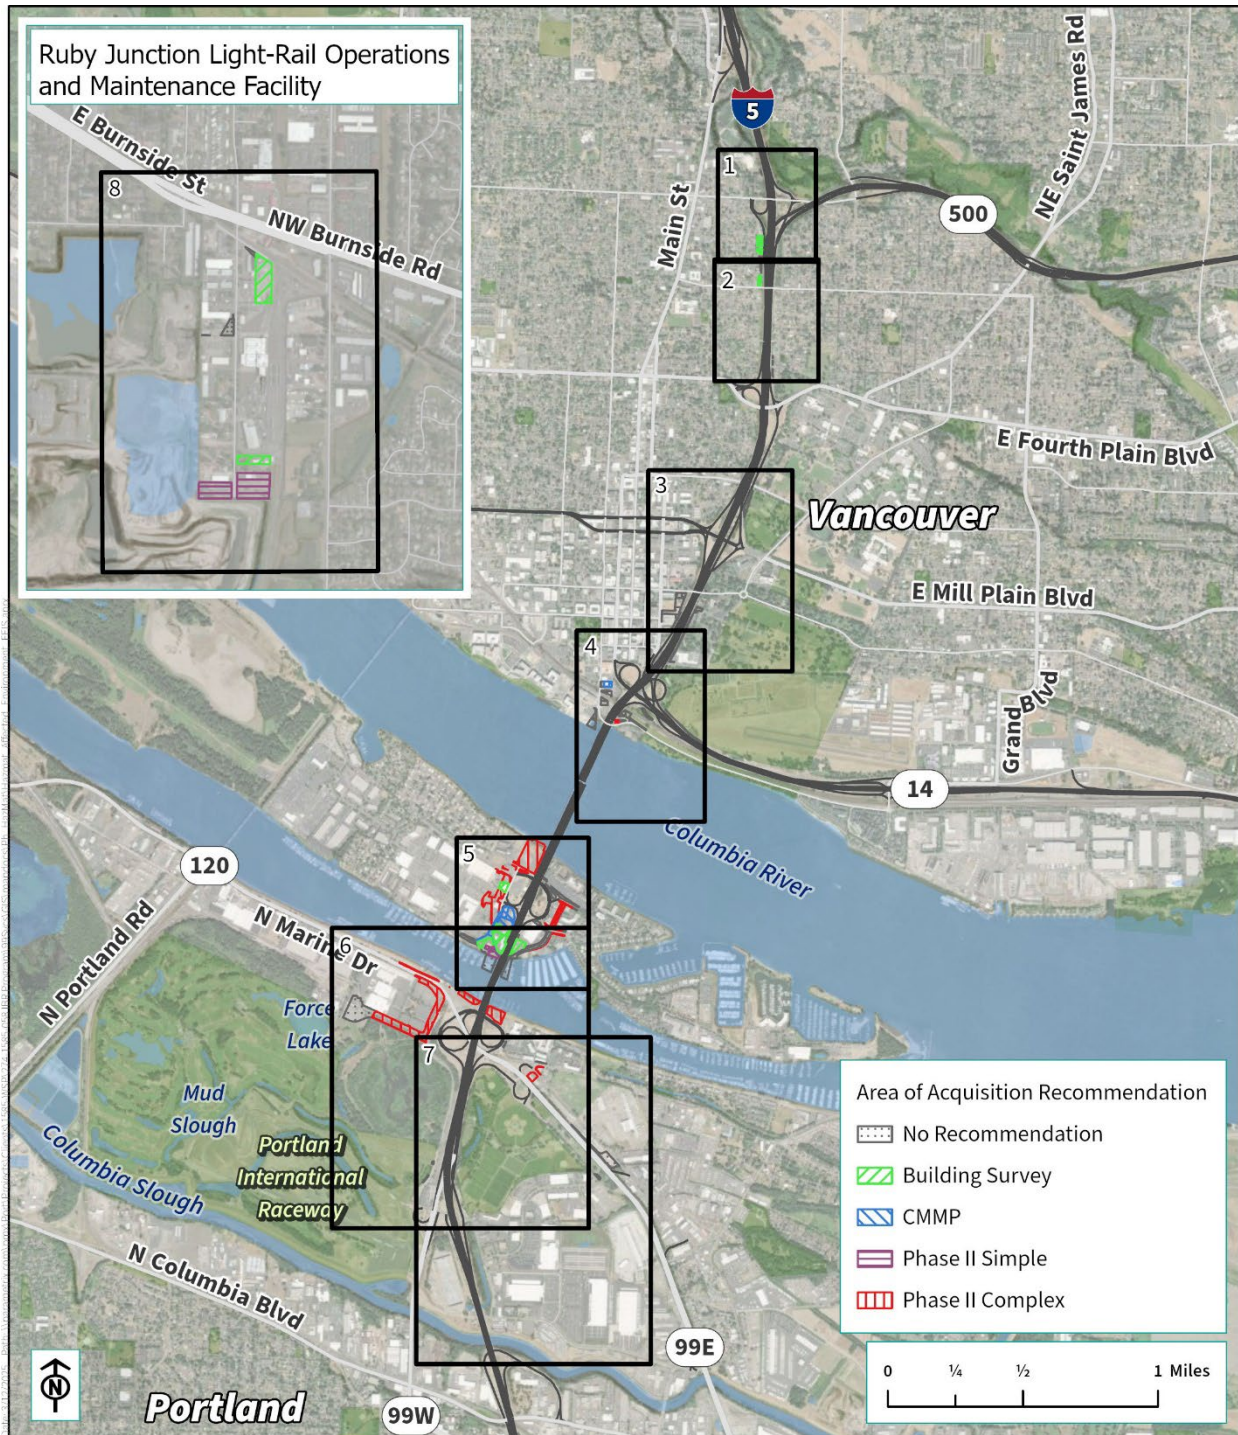 Ruby Junction Light-Rail Operations
and Maintenance Facility
E Burnside St
8
NW Burnside Rd
5
1
Main St
NE Saint James Rd
500
2
E Fourth Plain Blvd
3
Vancouver
E Mill Plain Blvd
4
Grand Blvd
14
Columbia River
5
120
N Portland Rd
N Marine Dr
6
Force
Lake
7
Mud
Slough
Portland
International
Raceway
Columbia Slough
N Columbia Blvd
99E
99W
Portland
N
Area of Acquisition Recommendation
No Recommendation
Building Survey
CMMP
Phase II Simple
Phase II Complex
0 ¼ ½ 1 Miles